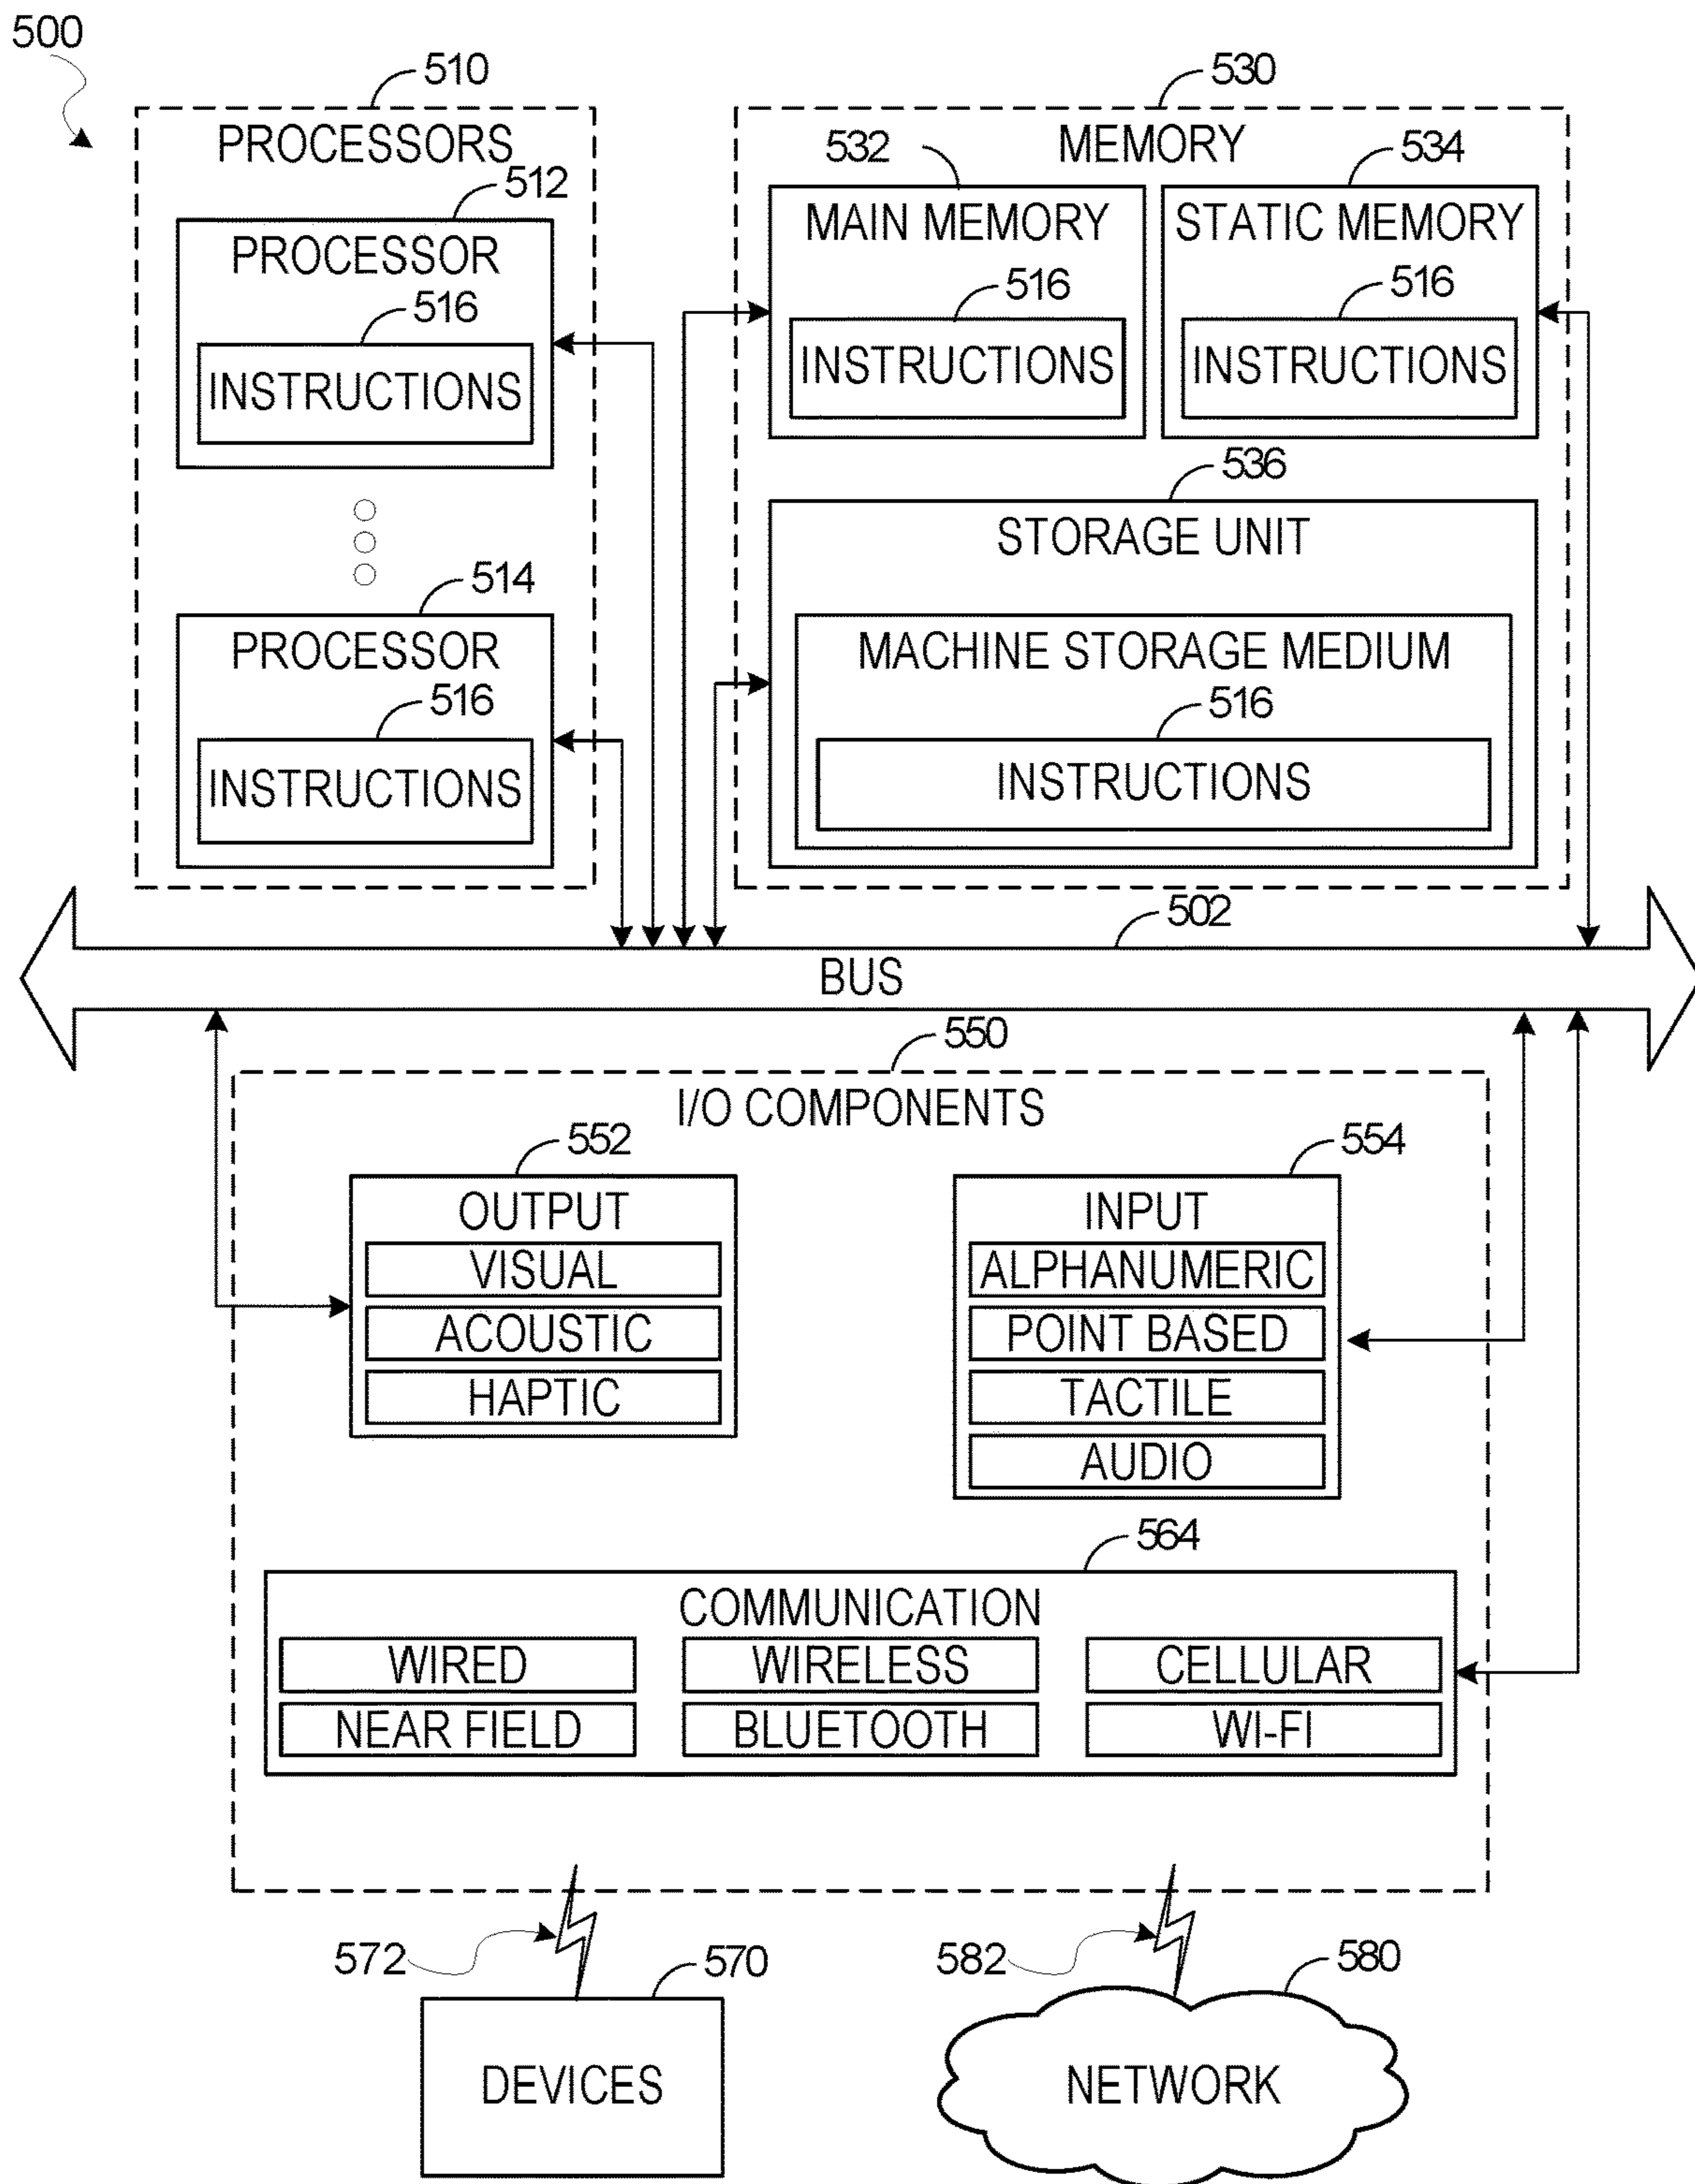 500
510
PROCESSORS
512
PROCESSOR
516
INSTRUCTIONS
514
PROCESSOR
516
INSTRUCTIONS
530
MEMORY
532
MAIN MEMORY
516
INSTRUCTIONS
534
STATIC MEMORY
516
INSTRUCTIONS
536
STORAGE UNIT
MACHINE STORAGE MEDIUM
516
INSTRUCTIONS
502
BUS
550
I/O COMPONENTS
552
OUTPUT
VISUAL
ACOUSTIC
HAPTIC
554
INPUT
ALPHANUMERIC
POINT BASED
TACTILE
AUDIO
564
COMMUNICATION
WIRED
WIRELESS
CELLULAR
NEAR FIELD
BLUETOOTH
WI-FI
572
570
DEVICES
582
580
NETWORK